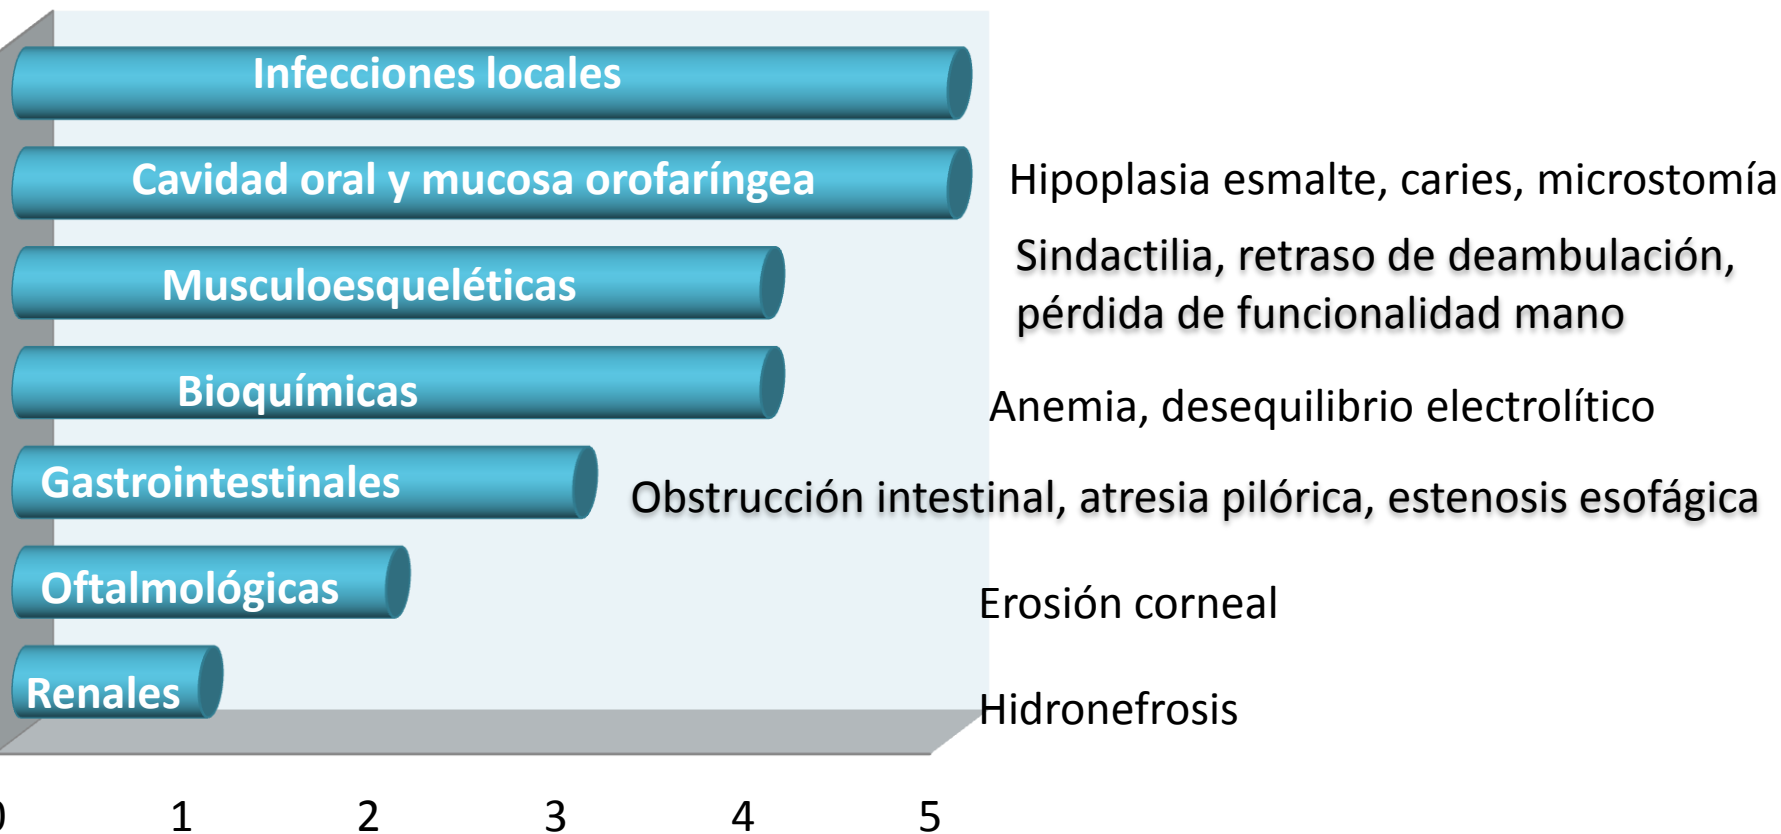 Infecciones locales
Cavidad oral y mucosa orofaríngea
Hipoplasia esmalte, caries, microstomía
Musculoesqueléticas
Sindactilia, retraso de deambulación,
pérdida de funcionalidad mano
Bioquímicas
Anemia, desequilibrio electrolítico
Gastrointestinales
Obstrucción intestinal, atresia pilórica, estenosis esofágica
Oftalmológicas
Erosión corneal
Renales
Hidronefrosis
0 1 2 3 4 5